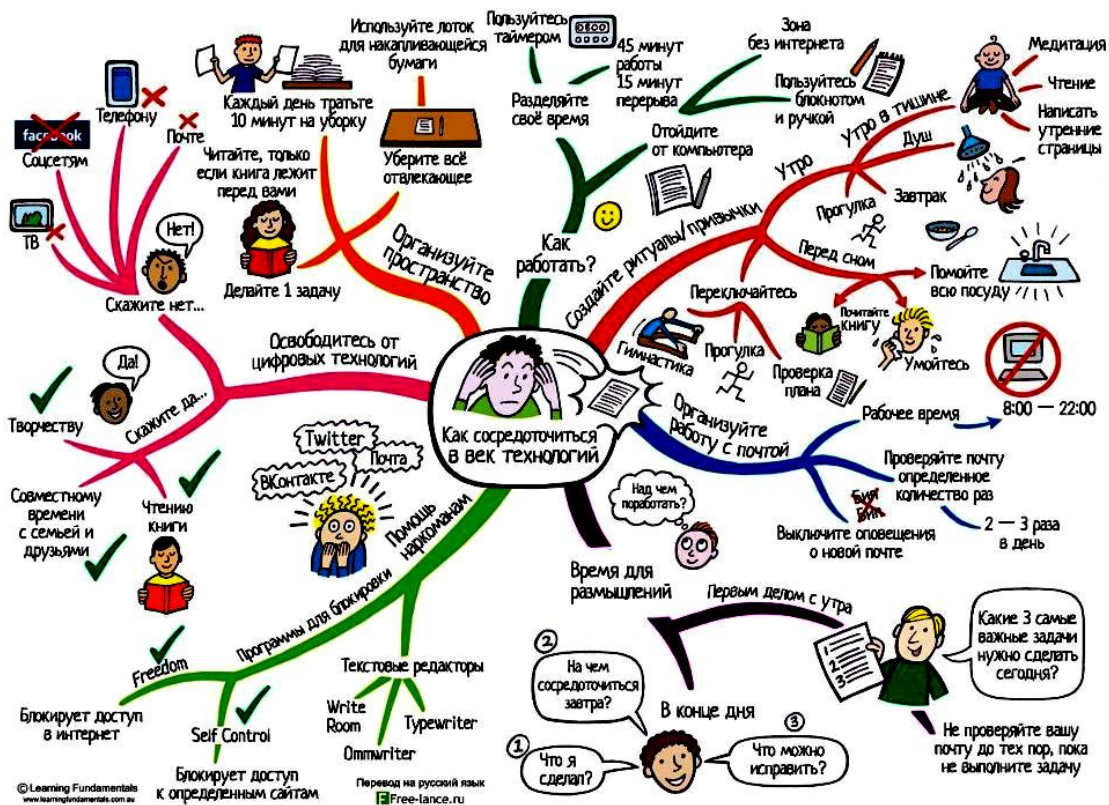 Как сосредоточиться
в век технологий
Организуйте
пространство
Используйте лоток
для накапливающейся
бумаги
Каждый день тратьте
10 минут на уборку
Уберите всё
отвлекающее
Читайте, только
если книга лежит
перед вами
Делайте 1 задачу
Как
работать?
Пользуйтесь
таймером
45 минут
работы
15 минут
перерыва
Разделяйте
своё время
Зона
без интернета
Пользуйтесь
блокнотом
и ручкой
Отойдите
от компьютера
Создайте ритуалы/привычки
Утро
Утро в тишине
Медитация
Чтение
Написать
утренние
страницы
Душ
Завтрак
Прогулка
Перед сном
Помойте
всю посуду
Почитайте
книгу
Умойтесь
Переключайтесь
Гимнастика
Прогулка
Проверка
плана
Организуйте
работу с почтой
Рабочее время
8:00 — 22:00
Проверяйте почту
определенное
количество раз
2 — 3 раза
в день
Выключите оповещения
о новой почте
Время для
размышлений
Над чем
поработать?
Первым делом с утра
Какие 3 самые
важные задачи
нужно сделать
сегодня?
1
2
3
Не проверяйте вашу
почту до тех пор, пока
не выполните задачу
В конце дня
1
Что я
сделал?
2
На чем
сосредоточиться
завтра?
3
Что можно
исправить?
Помощь
наркоманам
Twitter
Почта
ВКонтакте
Программы для блокировки
Freedom
Блокирует доступ
в интернет
Self Control
Блокирует доступ
к определенным сайтам
Текстовые редакторы
Write
Room
Ommwriter
Typewriter
Освободитесь от
цифровых технологий
Скажите нет...
Нет!
ТВ
facebook
Соцсетям
Телефону
Почте
Скажите да...
Да!
Творчеству
Совместному
времени
с семьей и
друзьями
Чтению
книги
© Learning Fundamentals
www.learningfundamentals.com.au
Перевод на русский язык
Free-lance.ru